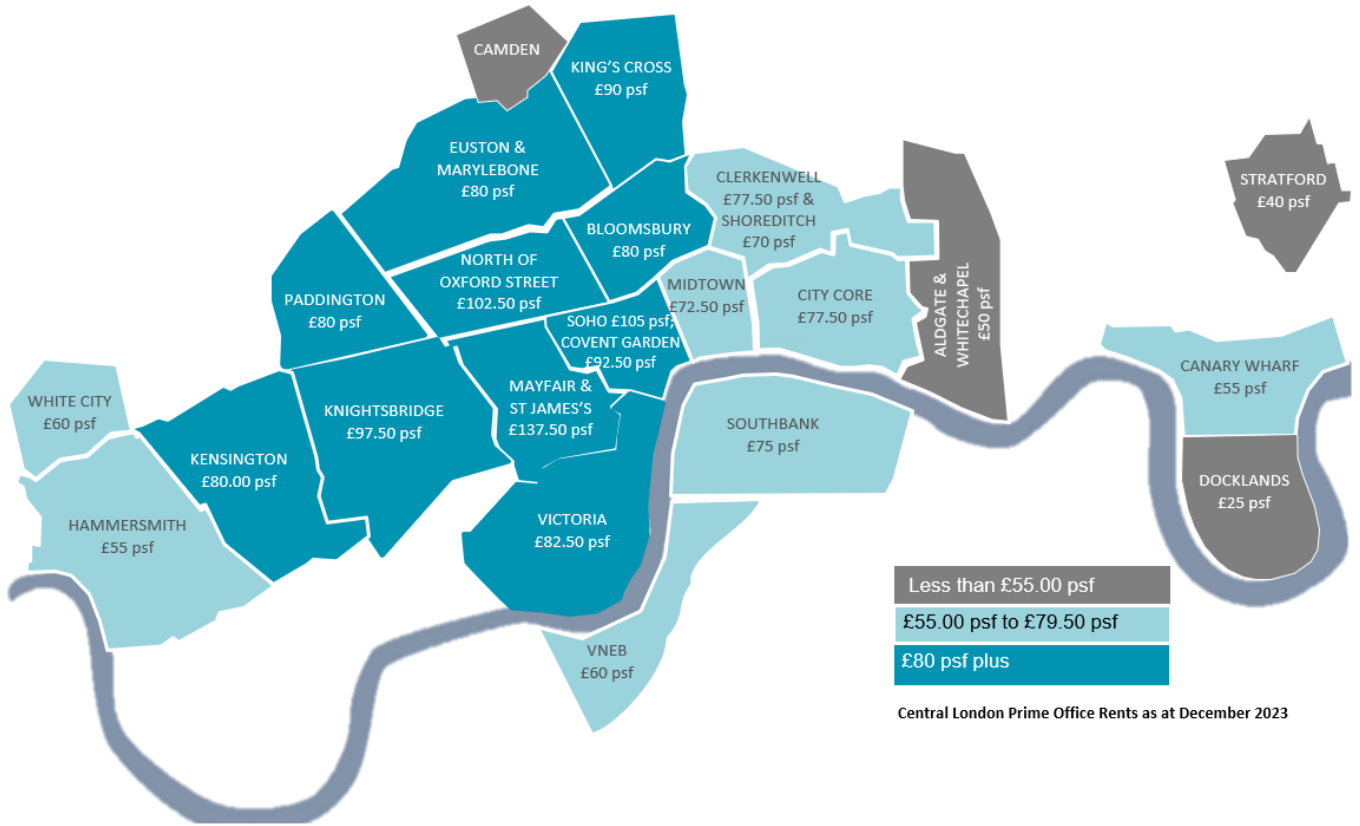 CAMDEN
KING'S CROSS
£90 psf
EUSTON &
MARYLEBONE
£80 psf
CLERKENWELL
£77.50 psf &
SHOREDITCH
£70 psf
STRATFORD
£40 psf
BLOOMSBURY
£80 psf
NORTH OF
OXFORD STREET
£102.50 psf
PADDINGTON
£80 psf
MIDTOWN
£72.50 psf
CITY CORE
£77.50 psf
ALDGATE &
WHITECHAPEL
£50 psf
SOHO £105 psf;
COVENT GARDEN
£92.50 psf
CANARY WHARF
£55 psf
WHITE CITY
£60 psf
KNIGHTSBRIDGE
£97.50 psf
MAYFAIR &
ST JAMES'S
£137.50 psf
SOUTHBANK
£75 psf
KENSINGTON
£80.00 psf
DOCKLANDS
£25 psf
HAMMERSMITH
£55 psf
VICTORIA
£82.50 psf
VNEB
£60 psf
Less than £55.00 psf
£55.00 psf to £79.50 psf
£80 psf plus
Central London Prime Office Rents as at December 2023